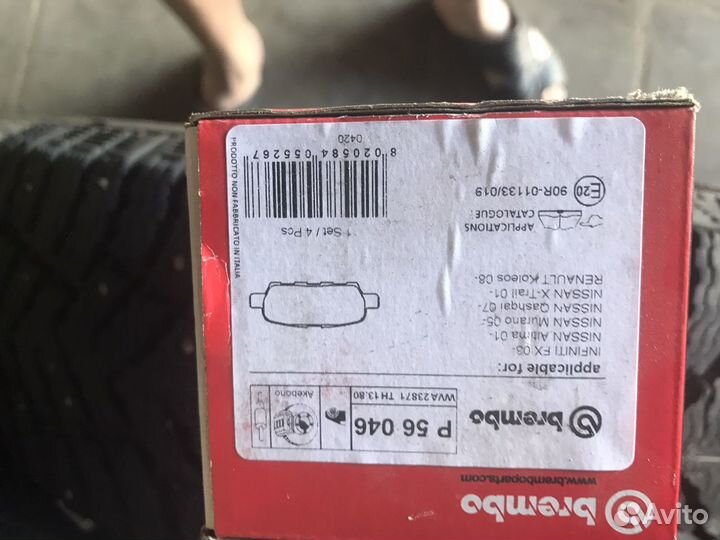 brembo
www.bremboparts.com
brembo
P 56 046
WVA 23871 TH 13.80
Akebono
applicable for:
INFINITI FX 03-
NISSAN Altima 01-
NISSAN Murano 05-
NISSAN Qashqai 07-
NISSAN X-Trail 01-
RENAULT Koleos 08-
1 Set / 4 Pcs
APPLICATIONS
CATALOGUE:
E20 90R-01133/019
8 020584 055267
0420
PRODOTTO NON FABBRICATO IN ITALIA
Avito